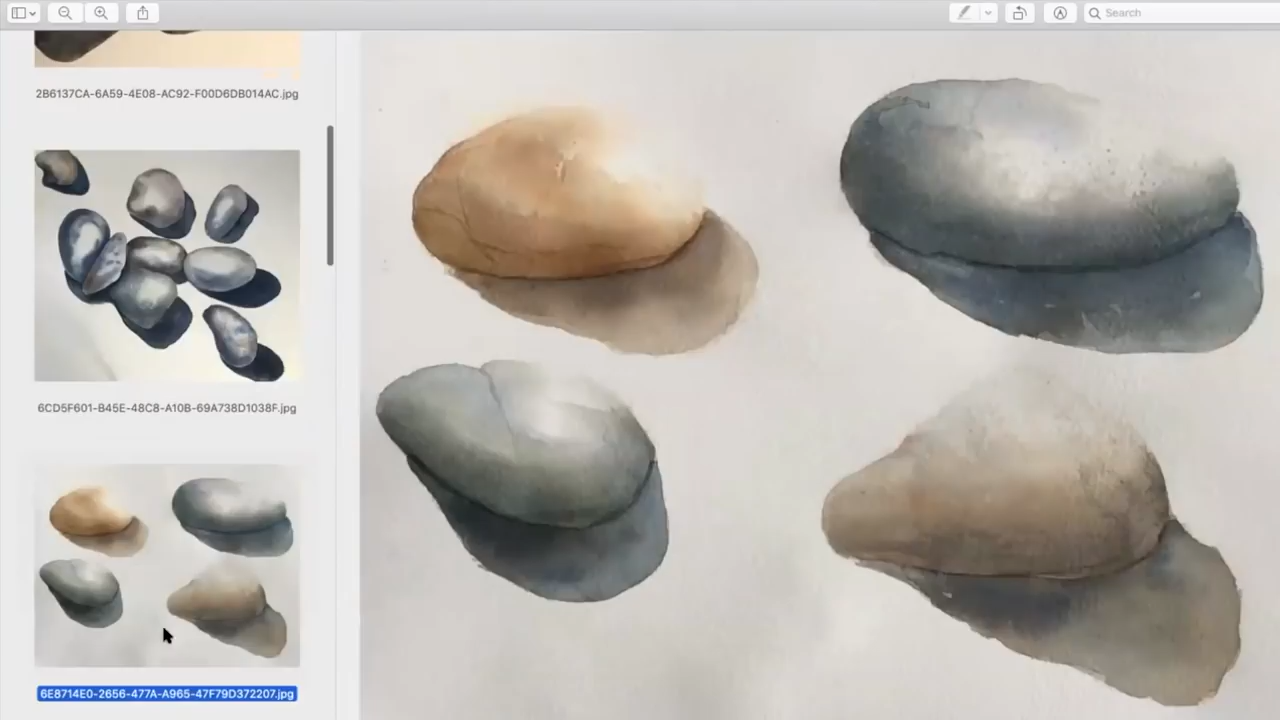 Search
2B6137CA-6A59-4E08-AC92-F00D6DB014AC.jpg
6CD5F601-B45E-48C8-A10B-69A738D1038F.jpg
6E8714E0-2656-477A-A965-47F79D372207.jpg